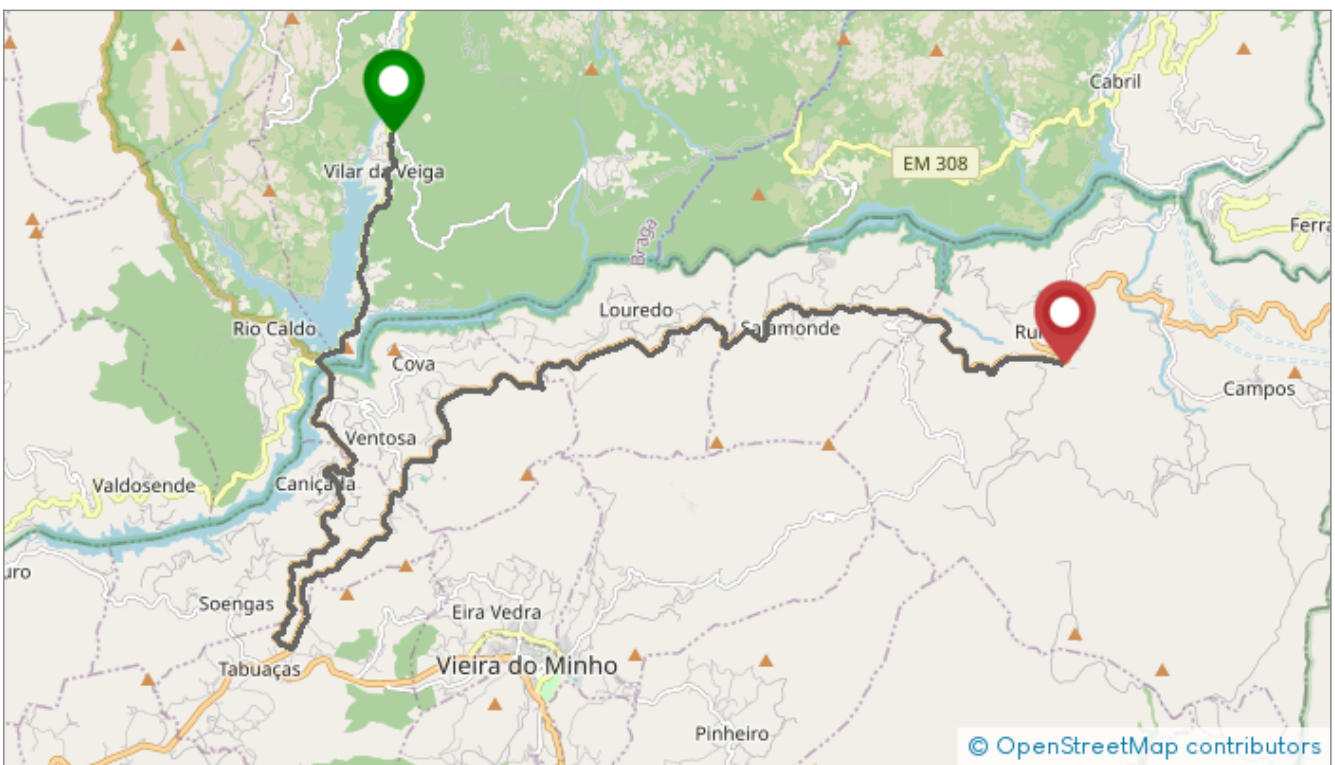 Cabril
EM 308
Vilar da Veiga
Braga
Ferra
Louredo
Rio Caldo
Salamonde
Rui
Cova
Campos
Ventosa
Valdosende
Caniçada
uro
Soengas
Eira Vedra
Tabuaças
Vieira do Minho
Pinheiro
© OpenStreetMap contributors